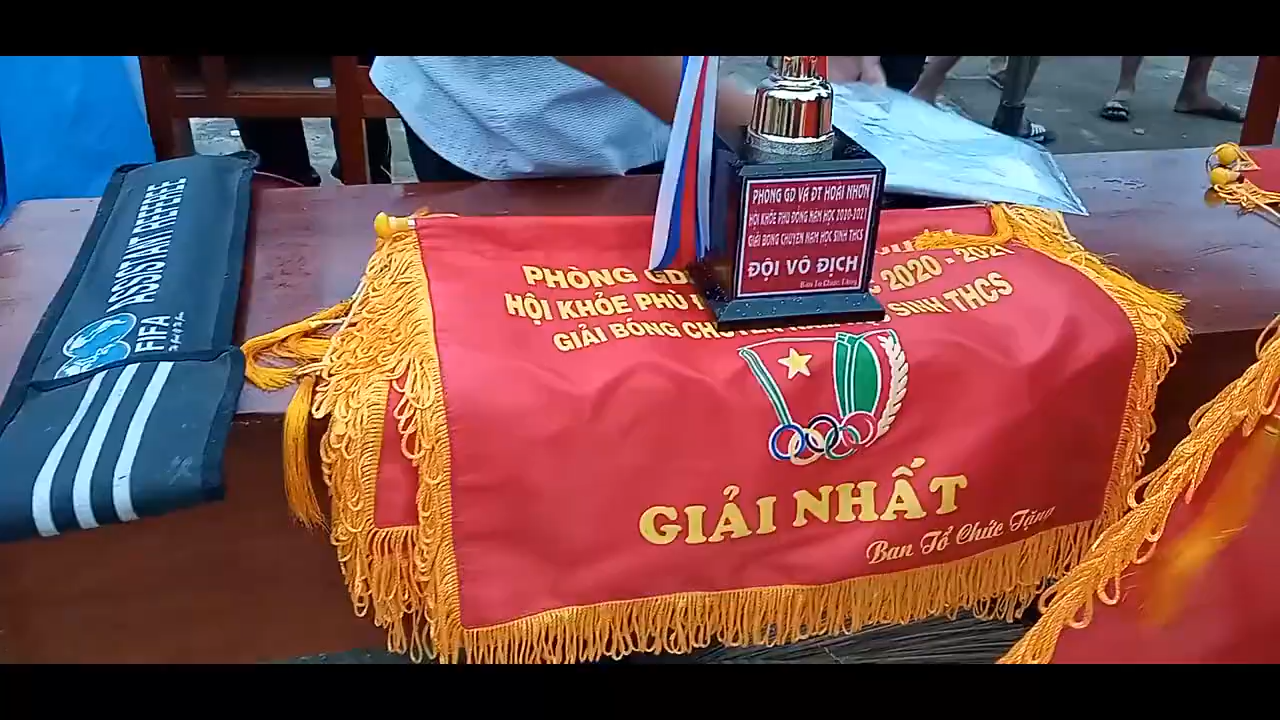 ASSISTANT REFEREE
FIFA
PHÒNG GD VÀ ĐT HOÀI NHƠN
HỘI KHỎE PHÙ ĐỔNG NĂM HỌC 2020-2021
GIẢI BÓNG CHUYỀN NAM HỌC SINH THCS
ĐỘI VÔ ĐỊCH
Ban Tổ Chức Tặng
PHÒNG GD
HỘI KHỎE PHÙ 2020 - 2021
GIẢI BÓNG CHUYỀN NAM SINH THCS
GIẢI NHẤT
Ban Tổ Chức Tặng